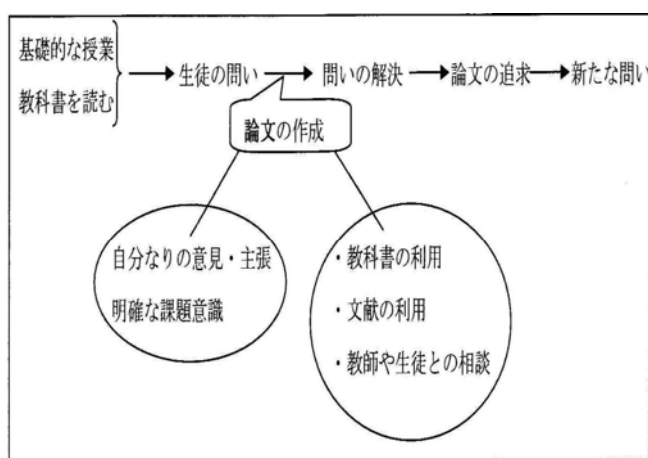 基礎的な授業
教科書を読む
生徒の問い
問いの解決
論文の追求
新たな問い
論文の作成
自分なりの意見・主張
明確な課題意識
・教科書の利用
・文献の利用
・教師や生徒との相談